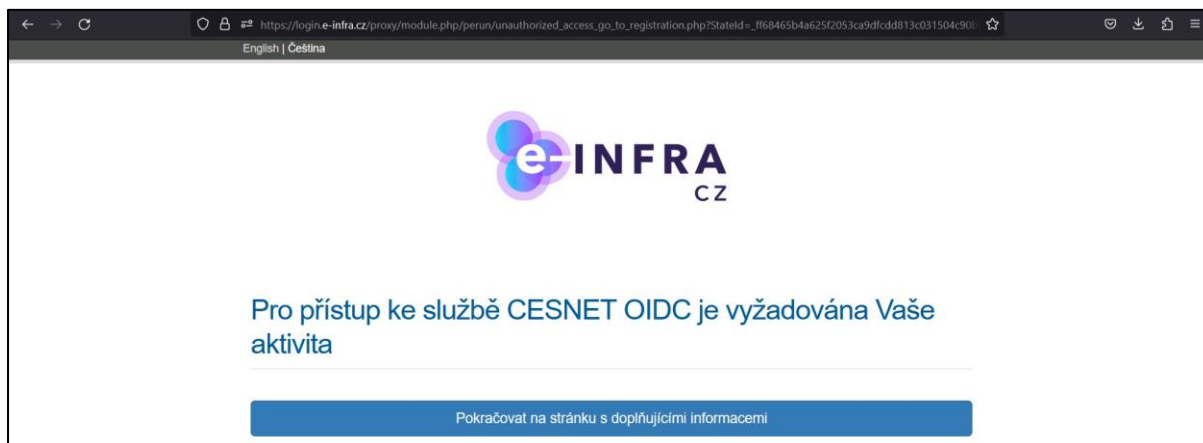 https://login.e-infra.cz/proxy/module.php/perun/unauthorized_access_go_to_registration.php?StateId=_ff68465b4a625f2053ca9dfcdd813c031504c90b
English | Čeština
e-INFRA
CZ
Pro přístup ke službě CESNET OIDC je vyžadována Vaše
aktivita
Pokračovat na stránku s doplňujícími informacemi